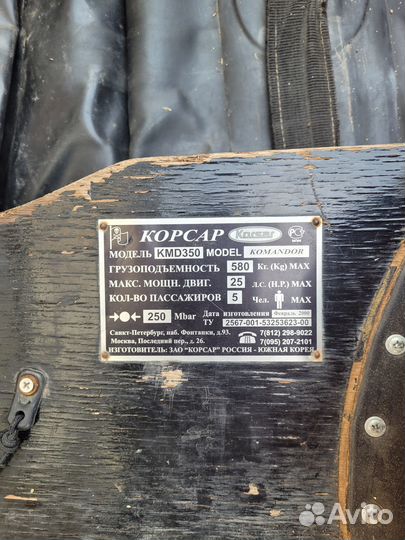 КОРСАР Korsar
МОДЕЛЬ KMD350 MODEL KOMANDOR
ГРУЗОПОДЪЕМНОСТЬ 580 Кг. (Kg) MAX
МАКС. МОЩН. ДВИГ. 25 Л.С. (H.P.) MAX
КОЛ-ВО ПАССАЖИРОВ 5 Чел. MAX
250 Mbar Дата изготовления Февраль, 2000
ТУ 2567-001-53253623-00
Санкт-Петербург, наб. Фонтанки, д.93. 7(812) 298-9022
Москва, Последний пер., д. 26. 7(095) 207-2101
ИЗГОТОВИТЕЛЬ: ЗАО "КОРСАР" РОССИЯ - ЮЖНАЯ КОРЕЯ
Avito